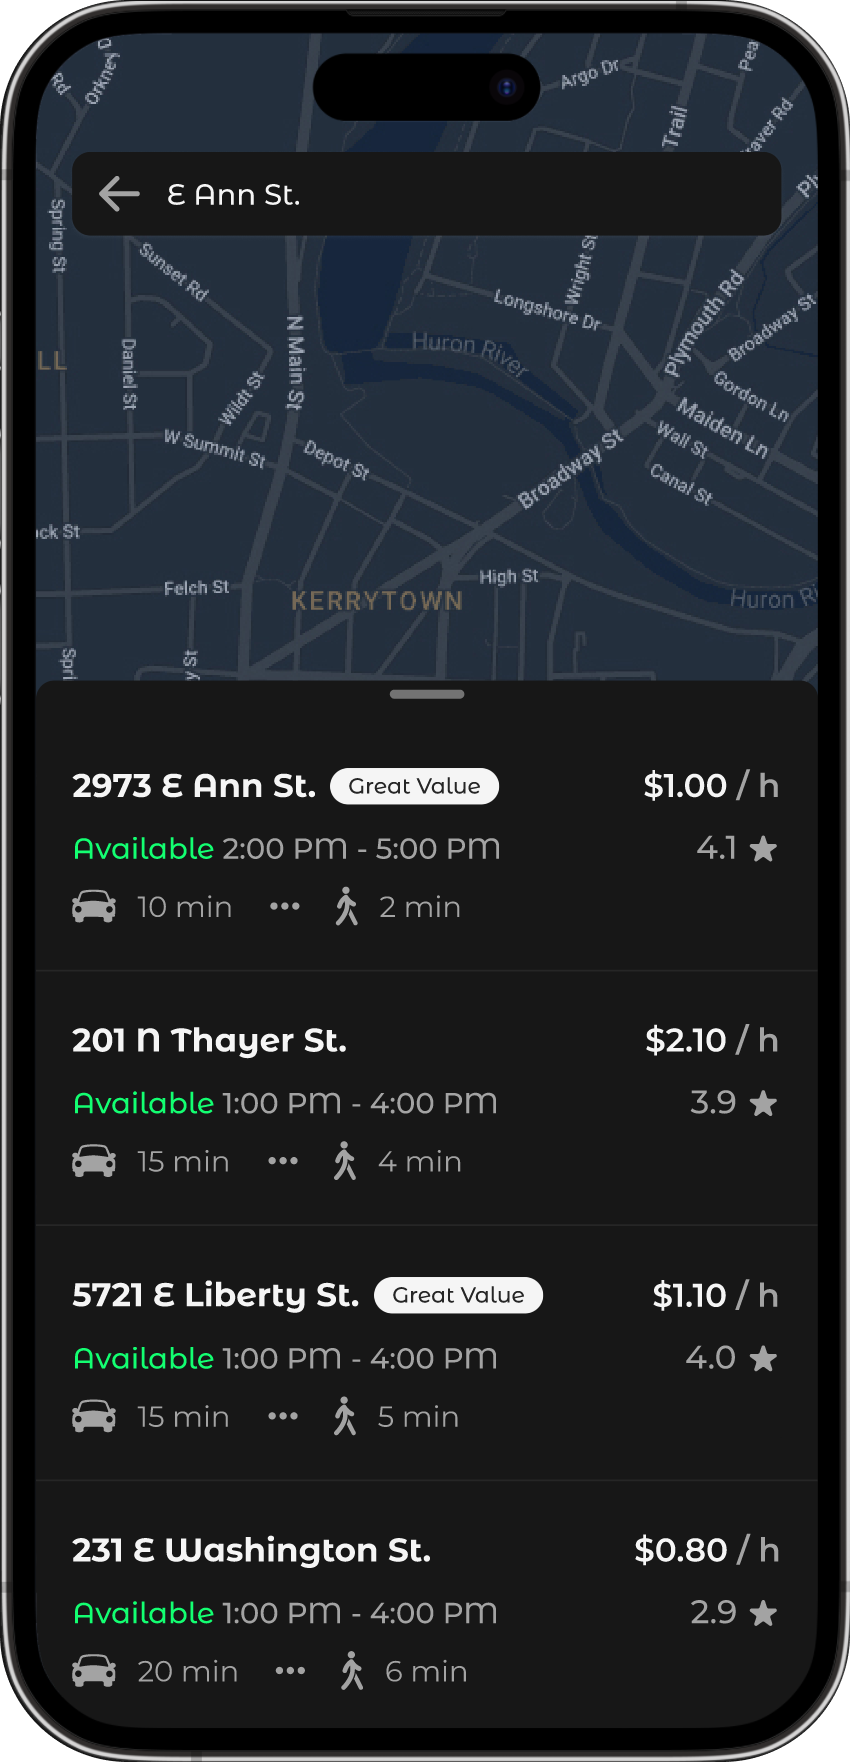 Rd
Orkney
Argo Dr
Trail
E Ann St.
Spring St
Sunset Rd
Wright St
Longshore Dr
Plymouth Rd
Broadway St
Huron River
N Main St
Daniel St
LL
Wildt St
Gordon Ln
Maiden Ln
Wall St
W Summit St
Depot St
Broadway St
Canal St
ock St
Felch St
High St
KERRYTOWN
Huron Ri
Spri
y St
2973 E Ann St. Great Value $1.00 / h
Available 2:00 PM - 5:00 PM 4.1 ★
10 min ••• 2 min
201 N Thayer St. $2.10 / h
Available 1:00 PM - 4:00 PM 3.9 ★
15 min ••• 4 min
5721 E Liberty St. Great Value $1.10 / h
Available 1:00 PM - 4:00 PM 4.0 ★
15 min ••• 5 min
231 E Washington St. $0.80 / h
Available 1:00 PM - 4:00 PM 2.9 ★
20 min ••• 6 min